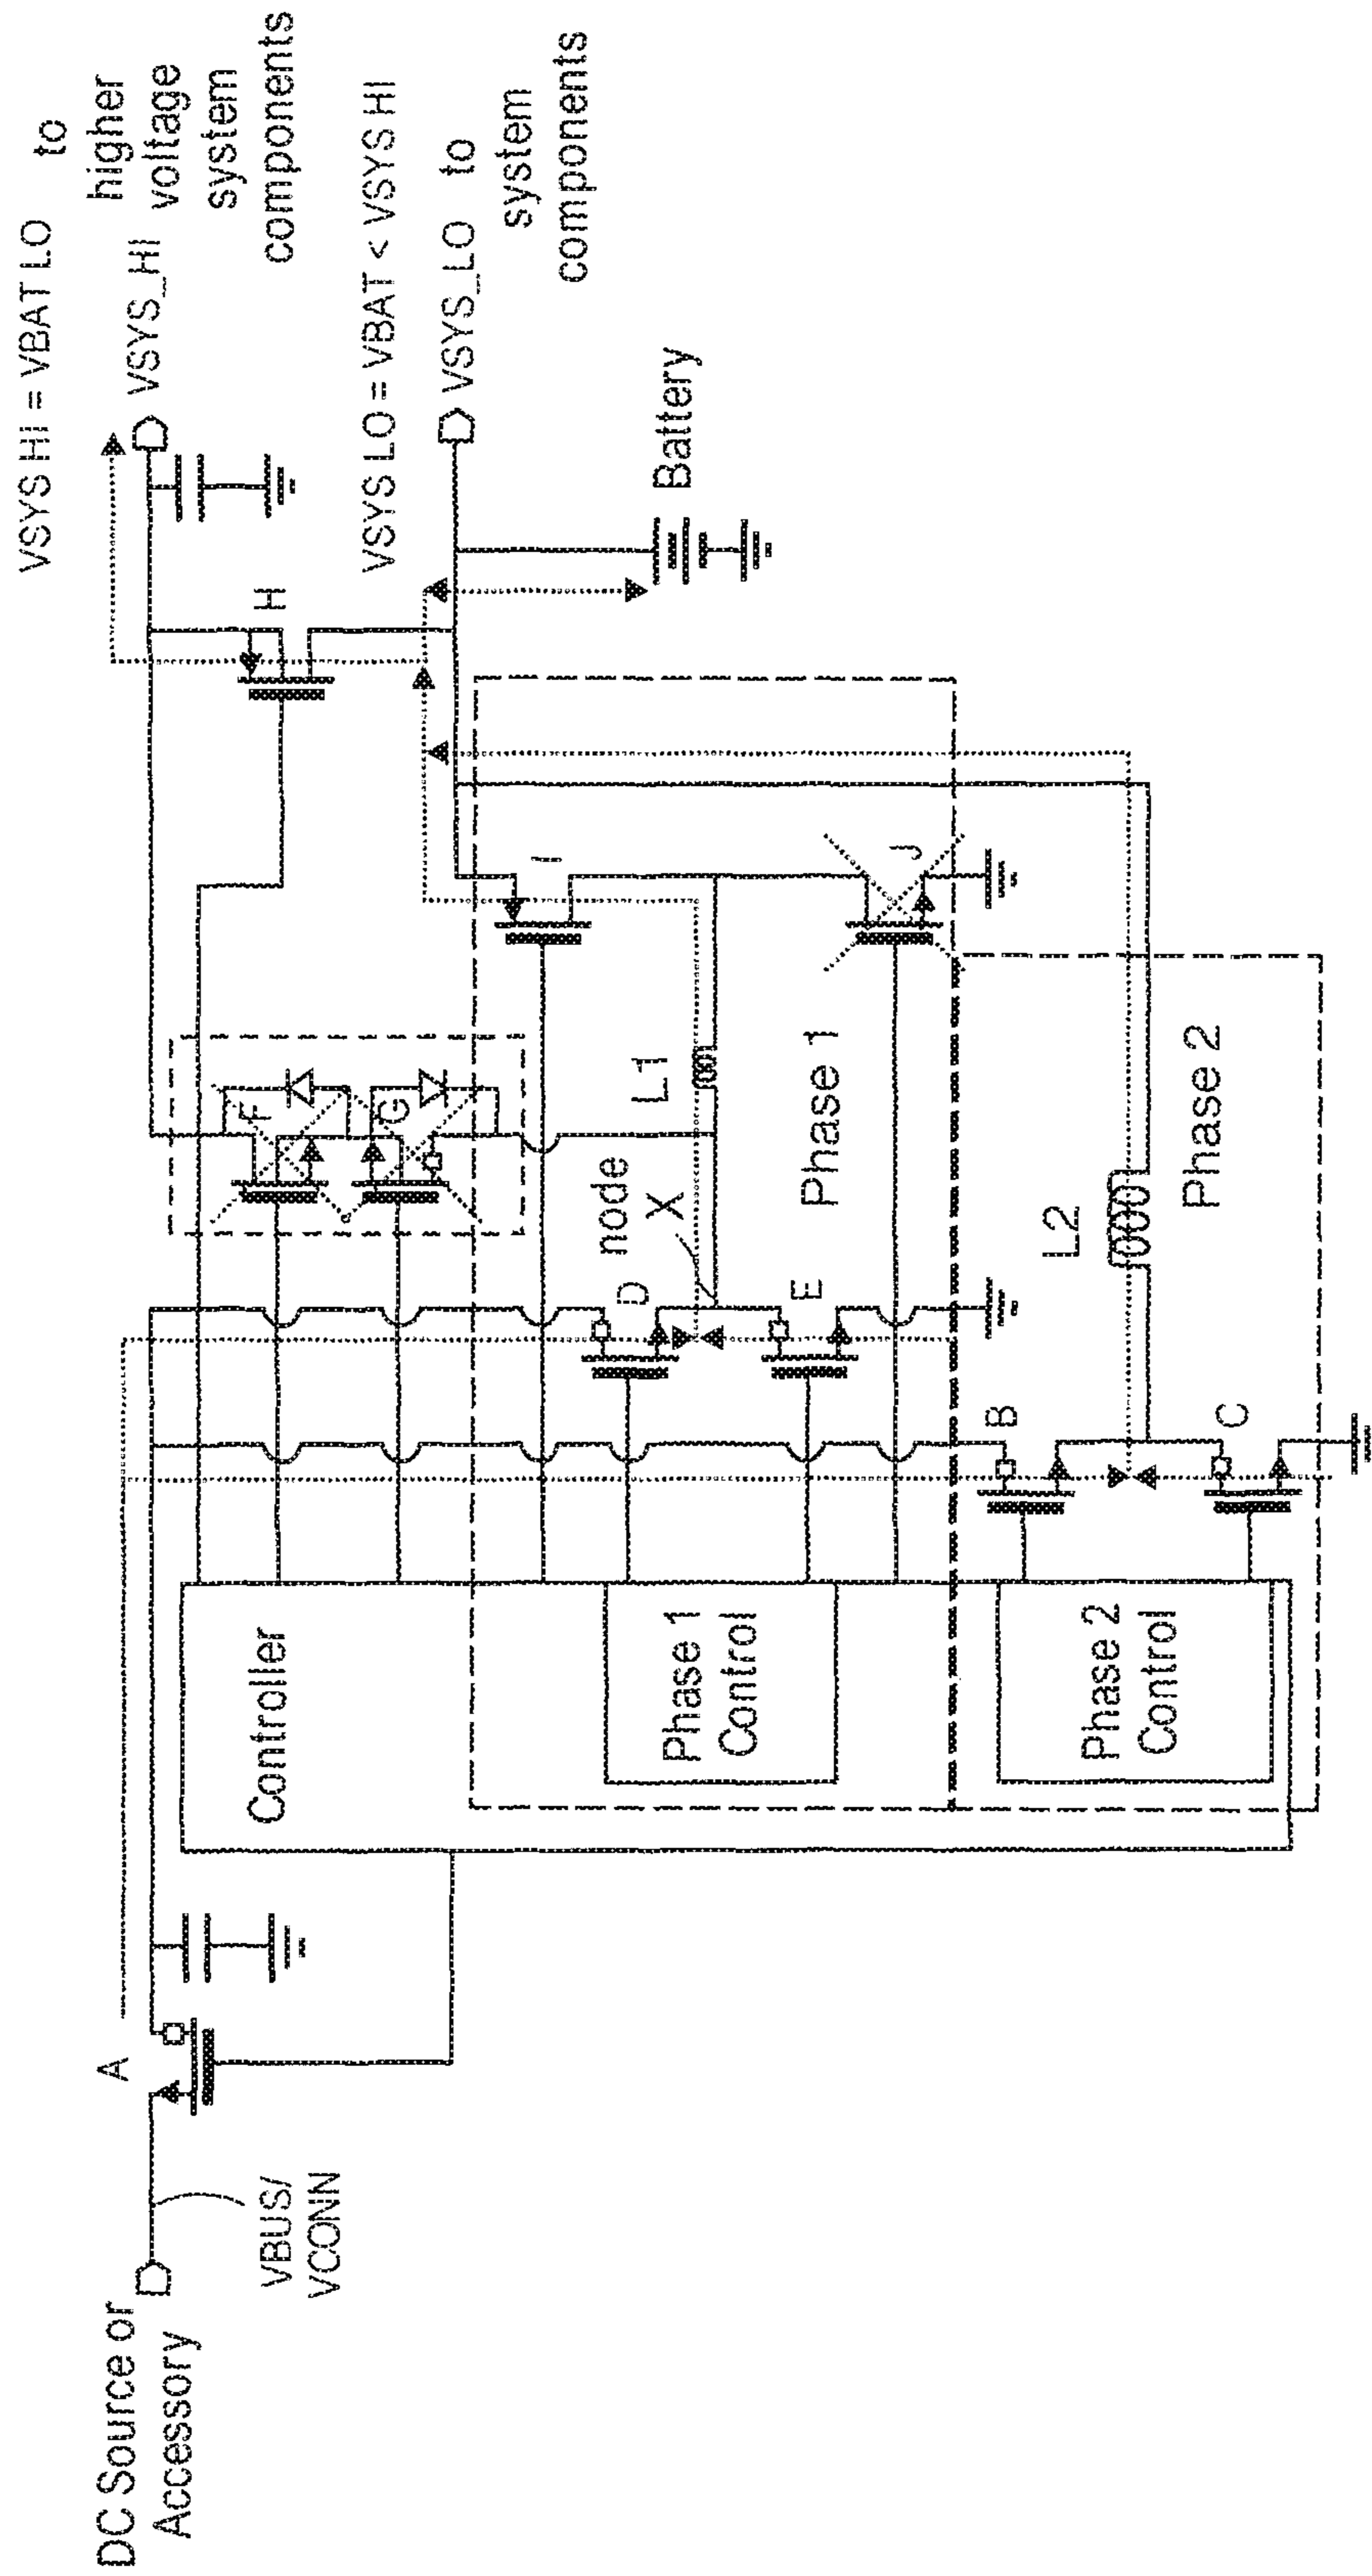 DC Source or
Accessory
VBUS/
VCONN
A
Controller
Phase 1
Control
Phase 2
Control
B
C
D
E
node
X
F
G
L1
L2
Phase 1
Phase 2
I
J
H
Battery
VSYS HI = VBAT LO
VSYS_HI
to
higher
voltage
system
components
VSYS LO = VBAT < VSYS HI
VSYS_LO to
system
components